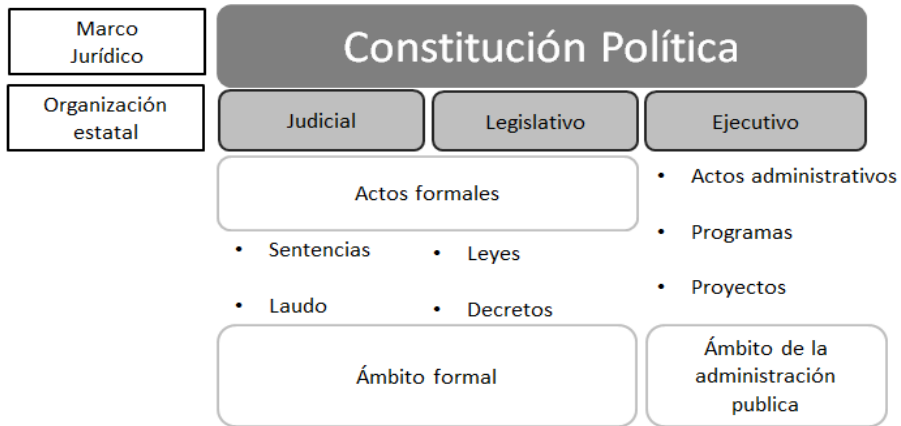 Marco
Jurídico
Constitución Política
Organización
estatal
Judicial
Legislativo
Ejecutivo
Actos formales
• Actos administrativos
• Programas
• Proyectos
• Sentencias
• Leyes
• Laudo
• Decretos
Ámbito formal
Ámbito de la
administración
publica